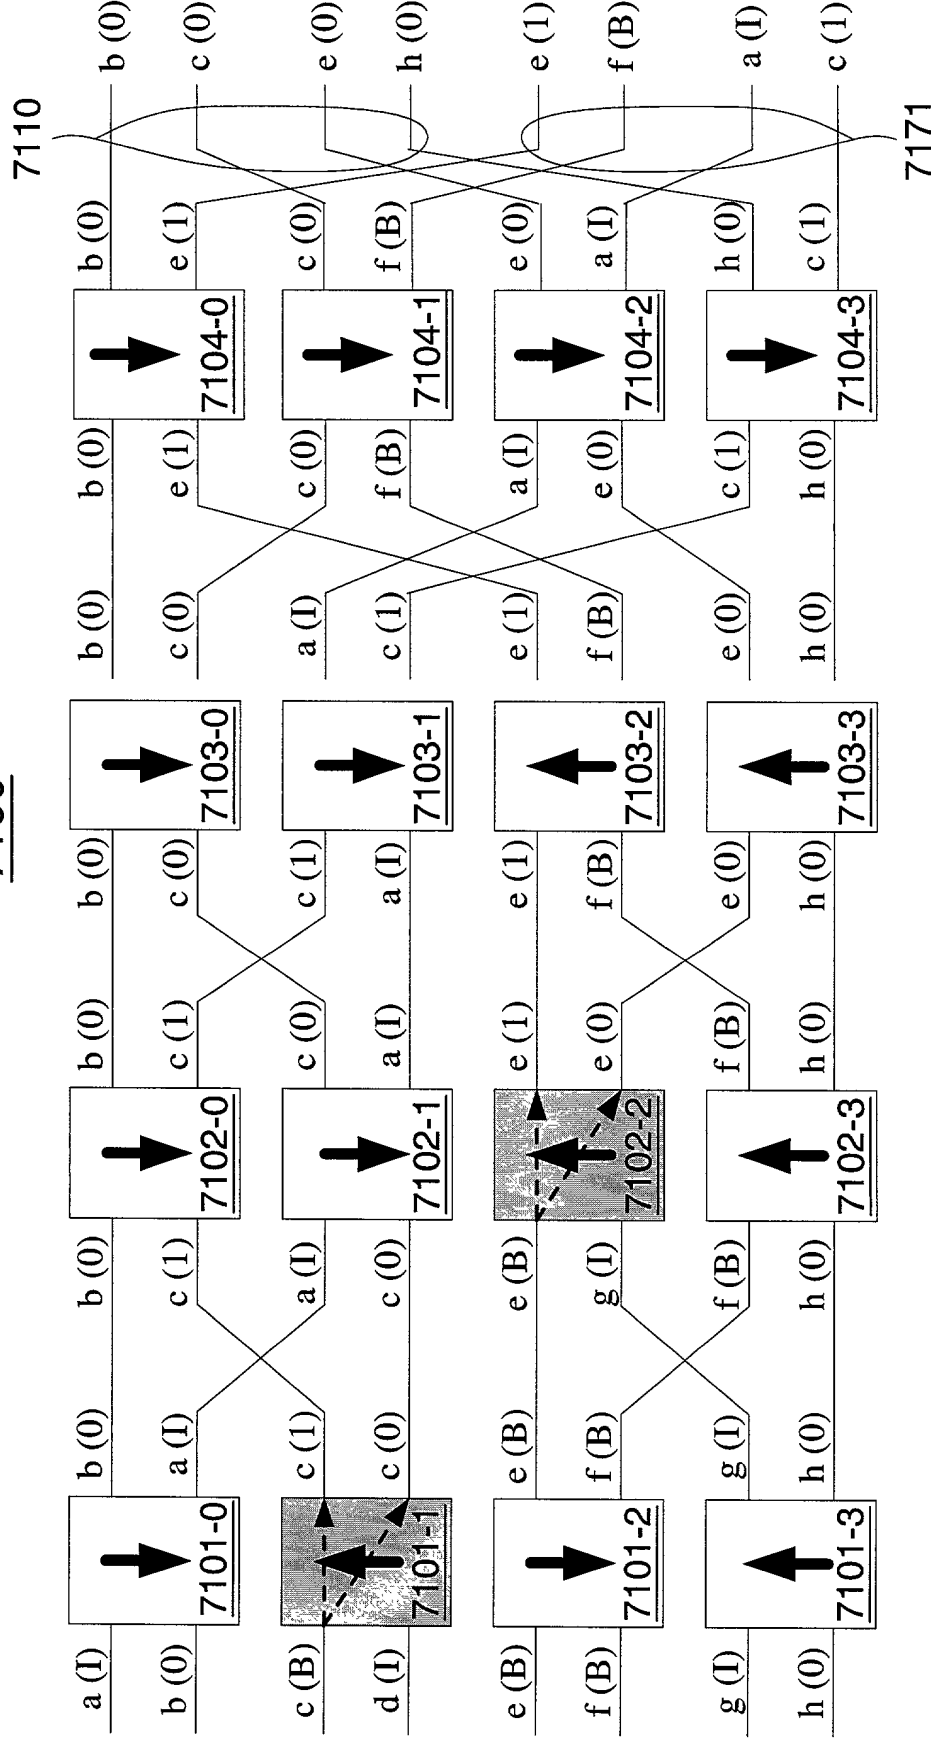 7110
a (I) b (0) b (0) b (0) b (0) b (0) b (0) b (0) b (0)
b (0) a (I) c (1) c (1) c (0) c (0) e (1) e (1) c (0)
7101-0 7102-0 7103-0 7104-0
c (B) c (1) a (I) c (0) c (1) a (I) c (0) c (0) e (0)
d (I) c (0) c (0) a (I) a (I) c (1) f (B) f (B) h (0)
7101-1 7102-1 7103-1 7104-1
e (B) e (B) e (B) e (1) e (1) e (1) a (I) e (0) e (1)
f (B) f (B) g (I) e (0) f (B) f (B) e (0) a (I) f (B)
7101-2 7102-2 7103-2 7104-2
g (I) g (I) f (B) f (B) e (0) e (0) c (1) h (0) a (I)
h (0) h (0) h (0) h (0) h (0) h (0) h (0) c (1) c (1)
7101-3 7102-3 7103-3 7104-3
7171